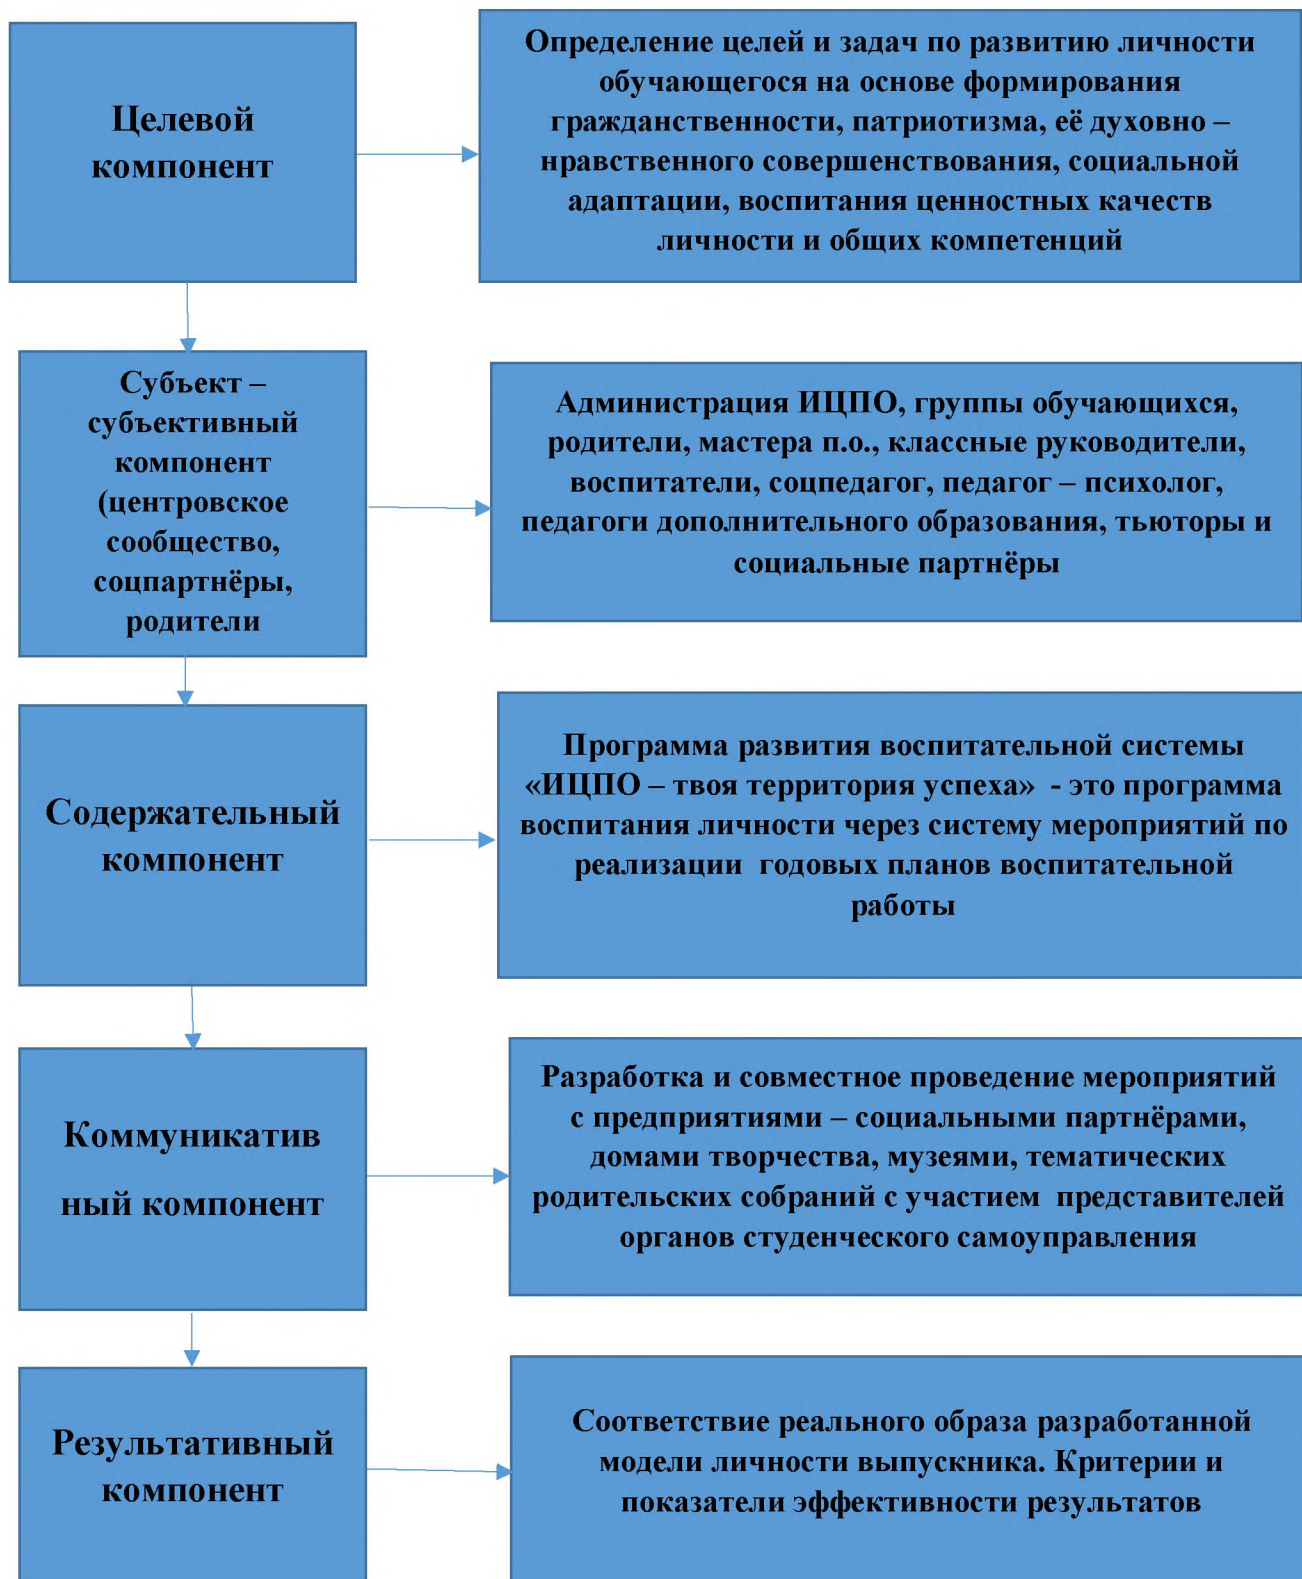 Целевой
компонент
Определение целей и задач по развитию личности
обучающегося на основе формирования
гражданственности, патриотизма, её духовно –
нравственного совершенствования, социальной
адаптации, воспитания ценностных качеств
личности и общих компетенций
Субъект –
субъективный
компонент
(центровское
сообщество,
соцпартнёры,
родители
Администрация ИЦПО, группы обучающихся,
родители, мастера п.о., классные руководители,
воспитатели, соцпедагог, педагог – психолог,
педагоги дополнительного образования, тьюторы и
социальные партнёры
Содержательный
компонент
Программа развития воспитательной системы
«ИЦПО – твоя территория успеха» - это программа
воспитания личности через систему мероприятий по
реализации годовых планов воспитательной
работы
Коммуникатив
ный компонент
Разработка и совместное проведение мероприятий
с предприятиями – социальными партнёрами,
домами творчества, музеями, тематических
родительских собраний с участием представителей
органов студенческого самоуправления
Результативный
компонент
Соответствие реального образа разработанной
модели личности выпускника. Критерии и
показатели эффективности результатов